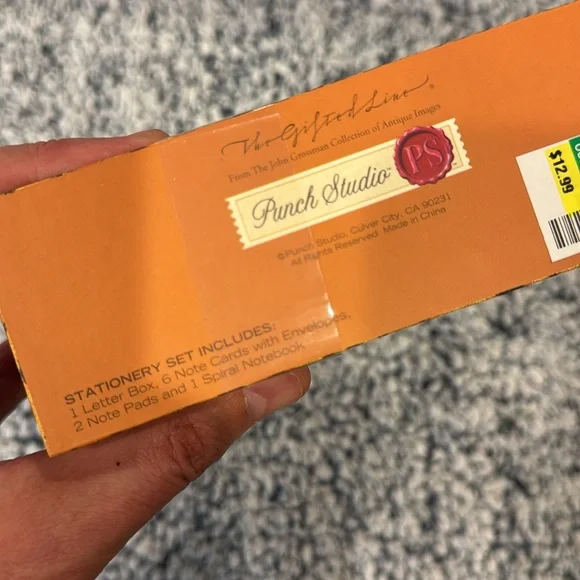 The Gifted Line®
From The John Grossman Collection of Antique Images
Punch Studio
PS
©Punch Studio, Culver City, CA 90231
All Rights Reserved Made in China
$12.99
STATIONERY SET INCLUDES:
1 Letter Box, 6 Note Cards with Envelopes,
2 Note Pads and 1 Spiral Notebook